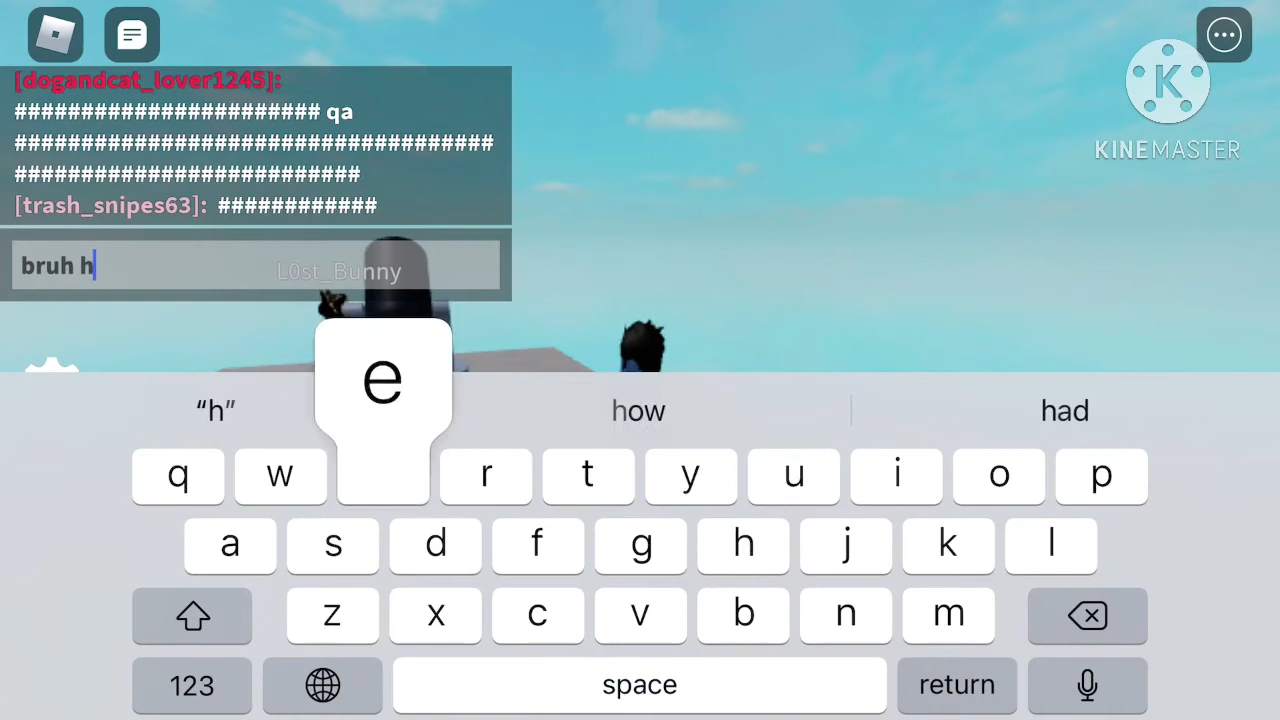 [dogandcat_lover1245]:
####################### qa
####################################
##########################
[trash_snipes63]: ############
bruh h
L0st_Bunny
KINEMASTER
e
“h” how had
q w r t y u i o p
a s d f g h j k l
z x c v b n m
123 space return